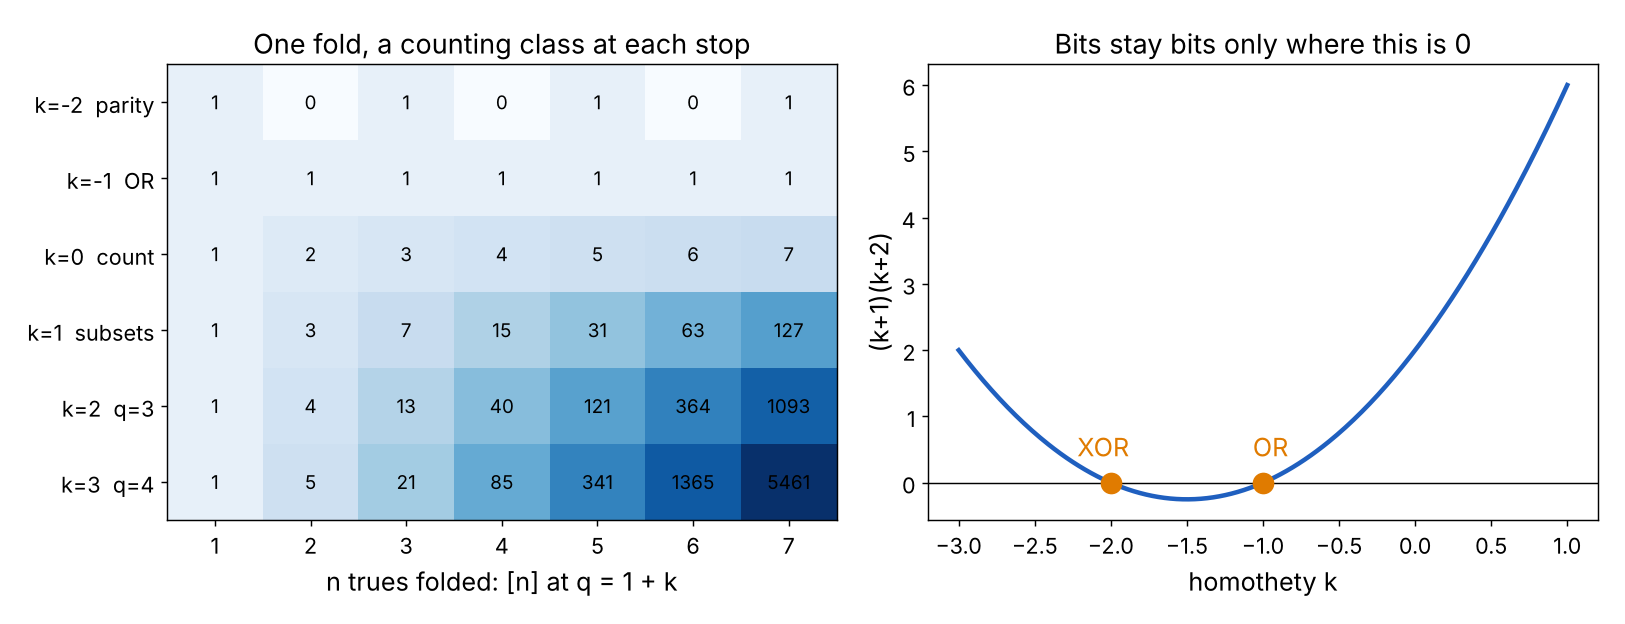 One fold, a counting class at each stop
k=-2 parity 1 0 1 0 1 0 1
k=-1 OR 1 1 1 1 1 1 1
k=0 count 1 2 3 4 5 6 7
k=1 subsets 1 3 7 15 31 63 127
k=2 q=3 1 4 13 40 121 364 1093
k=3 q=4 1 5 21 85 341 1365 5461
1 2 3 4 5 6 7
n trues folded: [n] at q = 1 + k
Bits stay bits only where this is 0
(k+1)(k+2)
6
5
4
3
2
1
0
XOR OR
−3.0 −2.5 −2.0 −1.5 −1.0 −0.5 0.0 0.5 1.0
homothety k